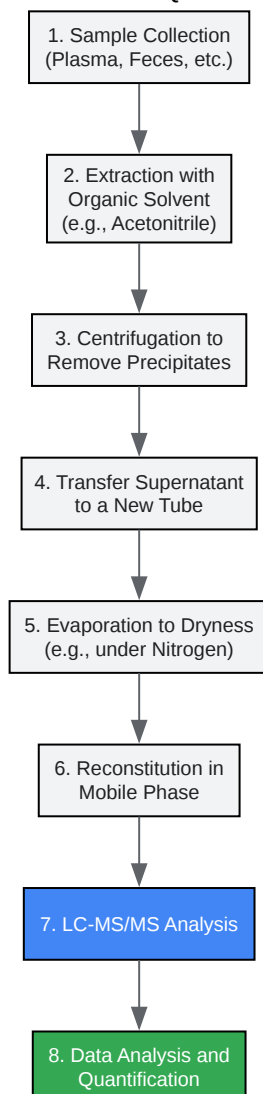 1. Sample Collection
(Plasma, Feces, etc.)
2. Extraction with
Organic Solvent
(e.g., Acetonitrile)
3. Centrifugation to
Remove Precipitates
4. Transfer Supernatant
to a New Tube
5. Evaporation to Dryness
(e.g., under Nitrogen)
6. Reconstitution in
Mobile Phase
7. LC-MS/MS Analysis
8. Data Analysis and
Quantification